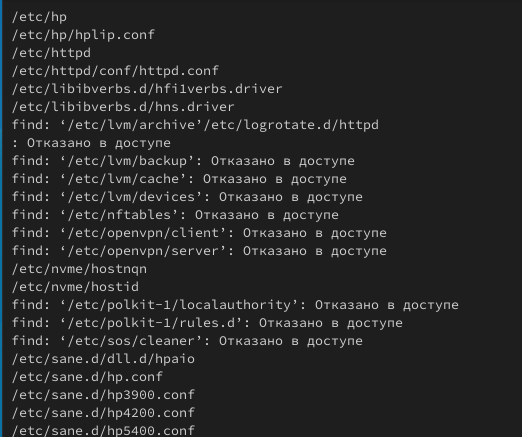 /etc/hp
/etc/hp/hplip.conf
/etc/httpd
/etc/httpd/conf/httpd.conf
/etc/libibverbs.d/hfi1verbs.driver
/etc/libibverbs.d/hns.driver
find: ‘/etc/lvm/archive’/etc/logrotate.d/httpd
: Отказано в доступе
find: ‘/etc/lvm/backup’: Отказано в доступе
find: ‘/etc/lvm/cache’: Отказано в доступе
find: ‘/etc/lvm/devices’: Отказано в доступе
find: ‘/etc/nftables’: Отказано в доступе
find: ‘/etc/openvpn/client’: Отказано в доступе
find: ‘/etc/openvpn/server’: Отказано в доступе
/etc/nvme/hostnqn
/etc/nvme/hostid
find: ‘/etc/polkit-1/localauthority’: Отказано в доступе
find: ‘/etc/polkit-1/rules.d’: Отказано в доступе
find: ‘/etc/sos/cleaner’: Отказано в доступе
/etc/sane.d/dll.d/hpaio
/etc/sane.d/hp.conf
/etc/sane.d/hp3900.conf
/etc/sane.d/hp4200.conf
/etc/sane.d/hp5400.conf